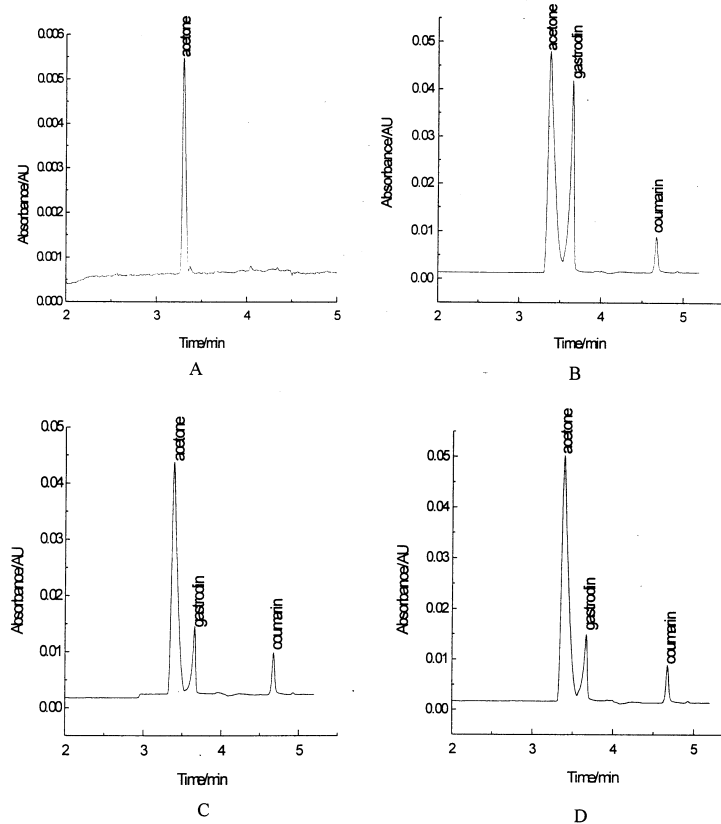 acetone
0.006
0.005
0.004
0.003
0.002
0.001
0.000
Absorbance/AU
2
3
4
5
Time/min
A
acetone
gastrodin
coumarin
0.05
0.04
0.03
0.02
0.01
0.00
Absorbance/AU
2
3
4
5
Time/min
B
acetone
gastrodin
coumarin
0.05
0.04
0.03
0.02
0.01
0.00
Absorbance/AU
2
3
4
5
Time/min
C
acetone
gastrodin
coumarin
0.05
0.04
0.03
0.02
0.01
0.00
Absorbance/AU
2
3
4
5
Time/min
D